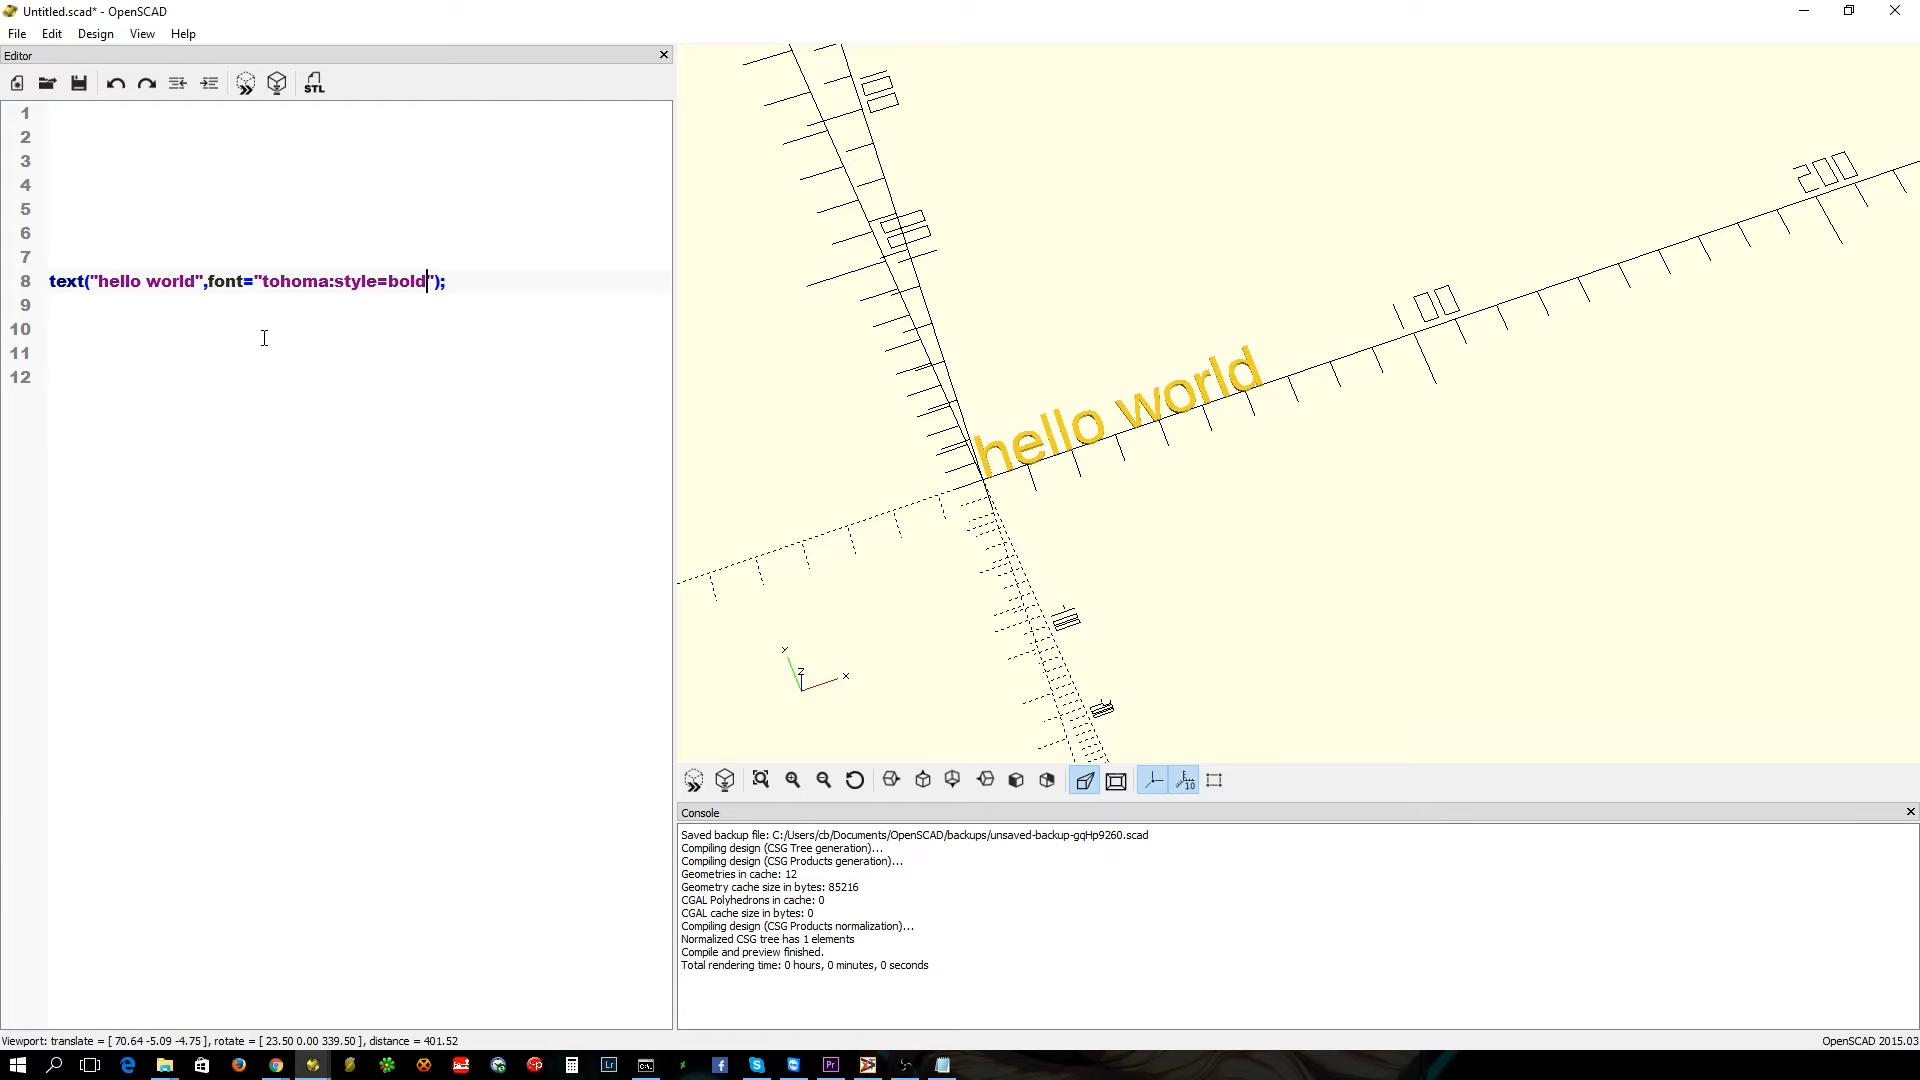 Untitled.scad* - OpenSCAD
File Edit Design View Help
Editor
STL
1
2
3
4
5
6
7
8 text("hello world",font="tohoma:style=bold");
9
10
11
12
200
100
hello world
y
z
x
10
Console
Saved backup file: C:/Users/cb/Documents/OpenSCAD/backups/unsaved-backup-gqHp9260.scad
Compiling design (CSG Tree generation)...
Compiling design (CSG Products generation)...
Geometries in cache: 12
Geometry cache size in bytes: 85216
CGAL Polyhedrons in cache: 0
CGAL cache size in bytes: 0
Compiling design (CSG Products normalization)...
Normalized CSG tree has 1 elements
Compile and preview finished.
Total rendering time: 0 hours, 0 minutes, 0 seconds
Viewport: translate = [ 70.64 -5.09 -4.75 ], rotate = [ 23.50 0.00 339.50 ], distance = 401.52
OpenSCAD 2015.03
Lr
Pr